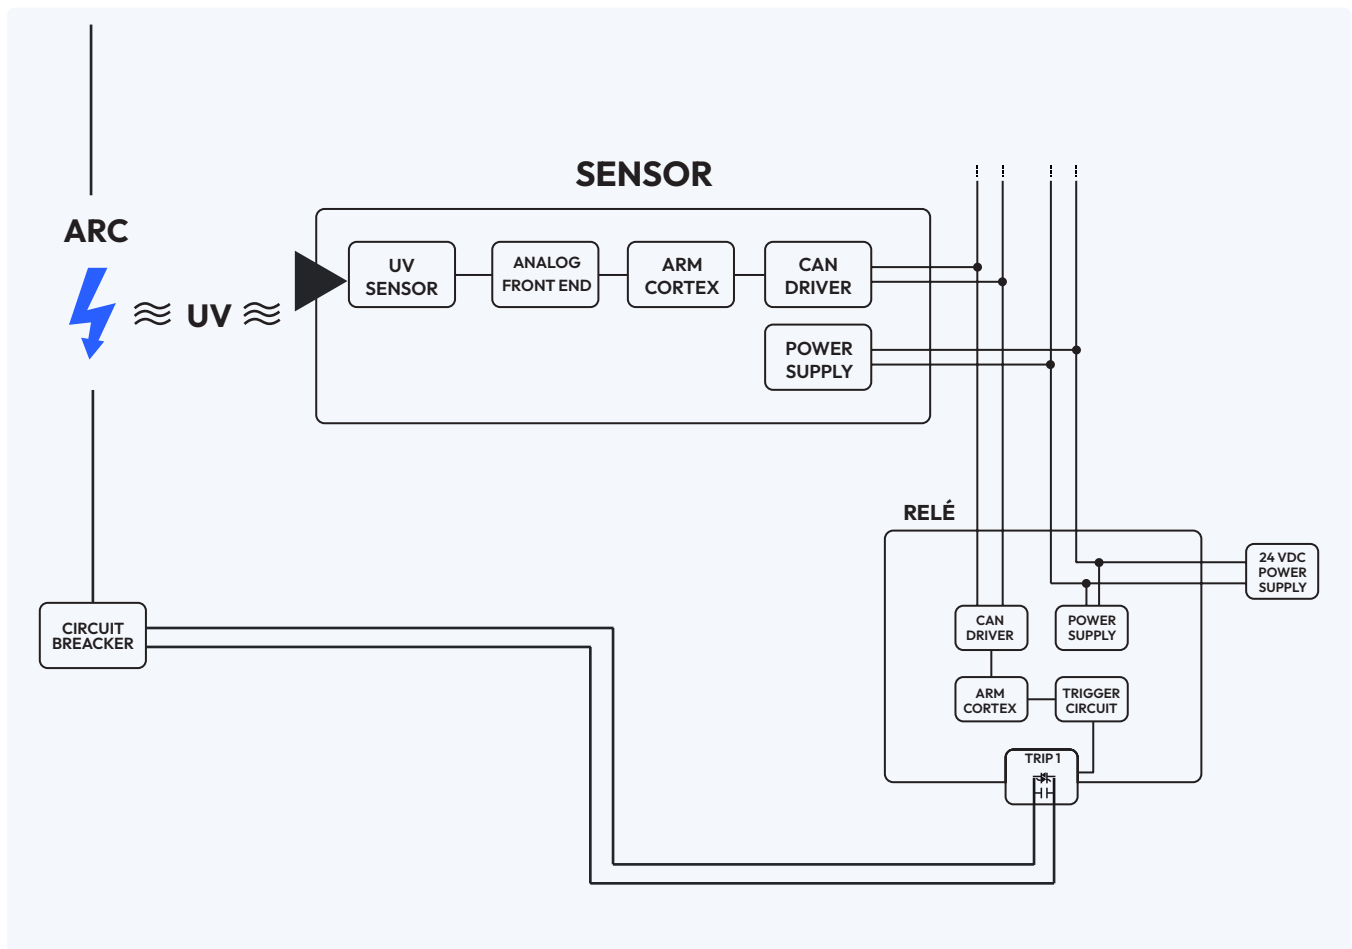 SENSOR
ARC
UV
UV
SENSOR
ANALOG
FRONT END
ARM
CORTEX
CAN
DRIVER
POWER
SUPPLY
RELÉ
24 VDC
POWER
SUPPLY
CIRCUIT
BREACKER
CAN
DRIVER
POWER
SUPPLY
ARM
CORTEX
TRIGGER
CIRCUIT
TRIP 1